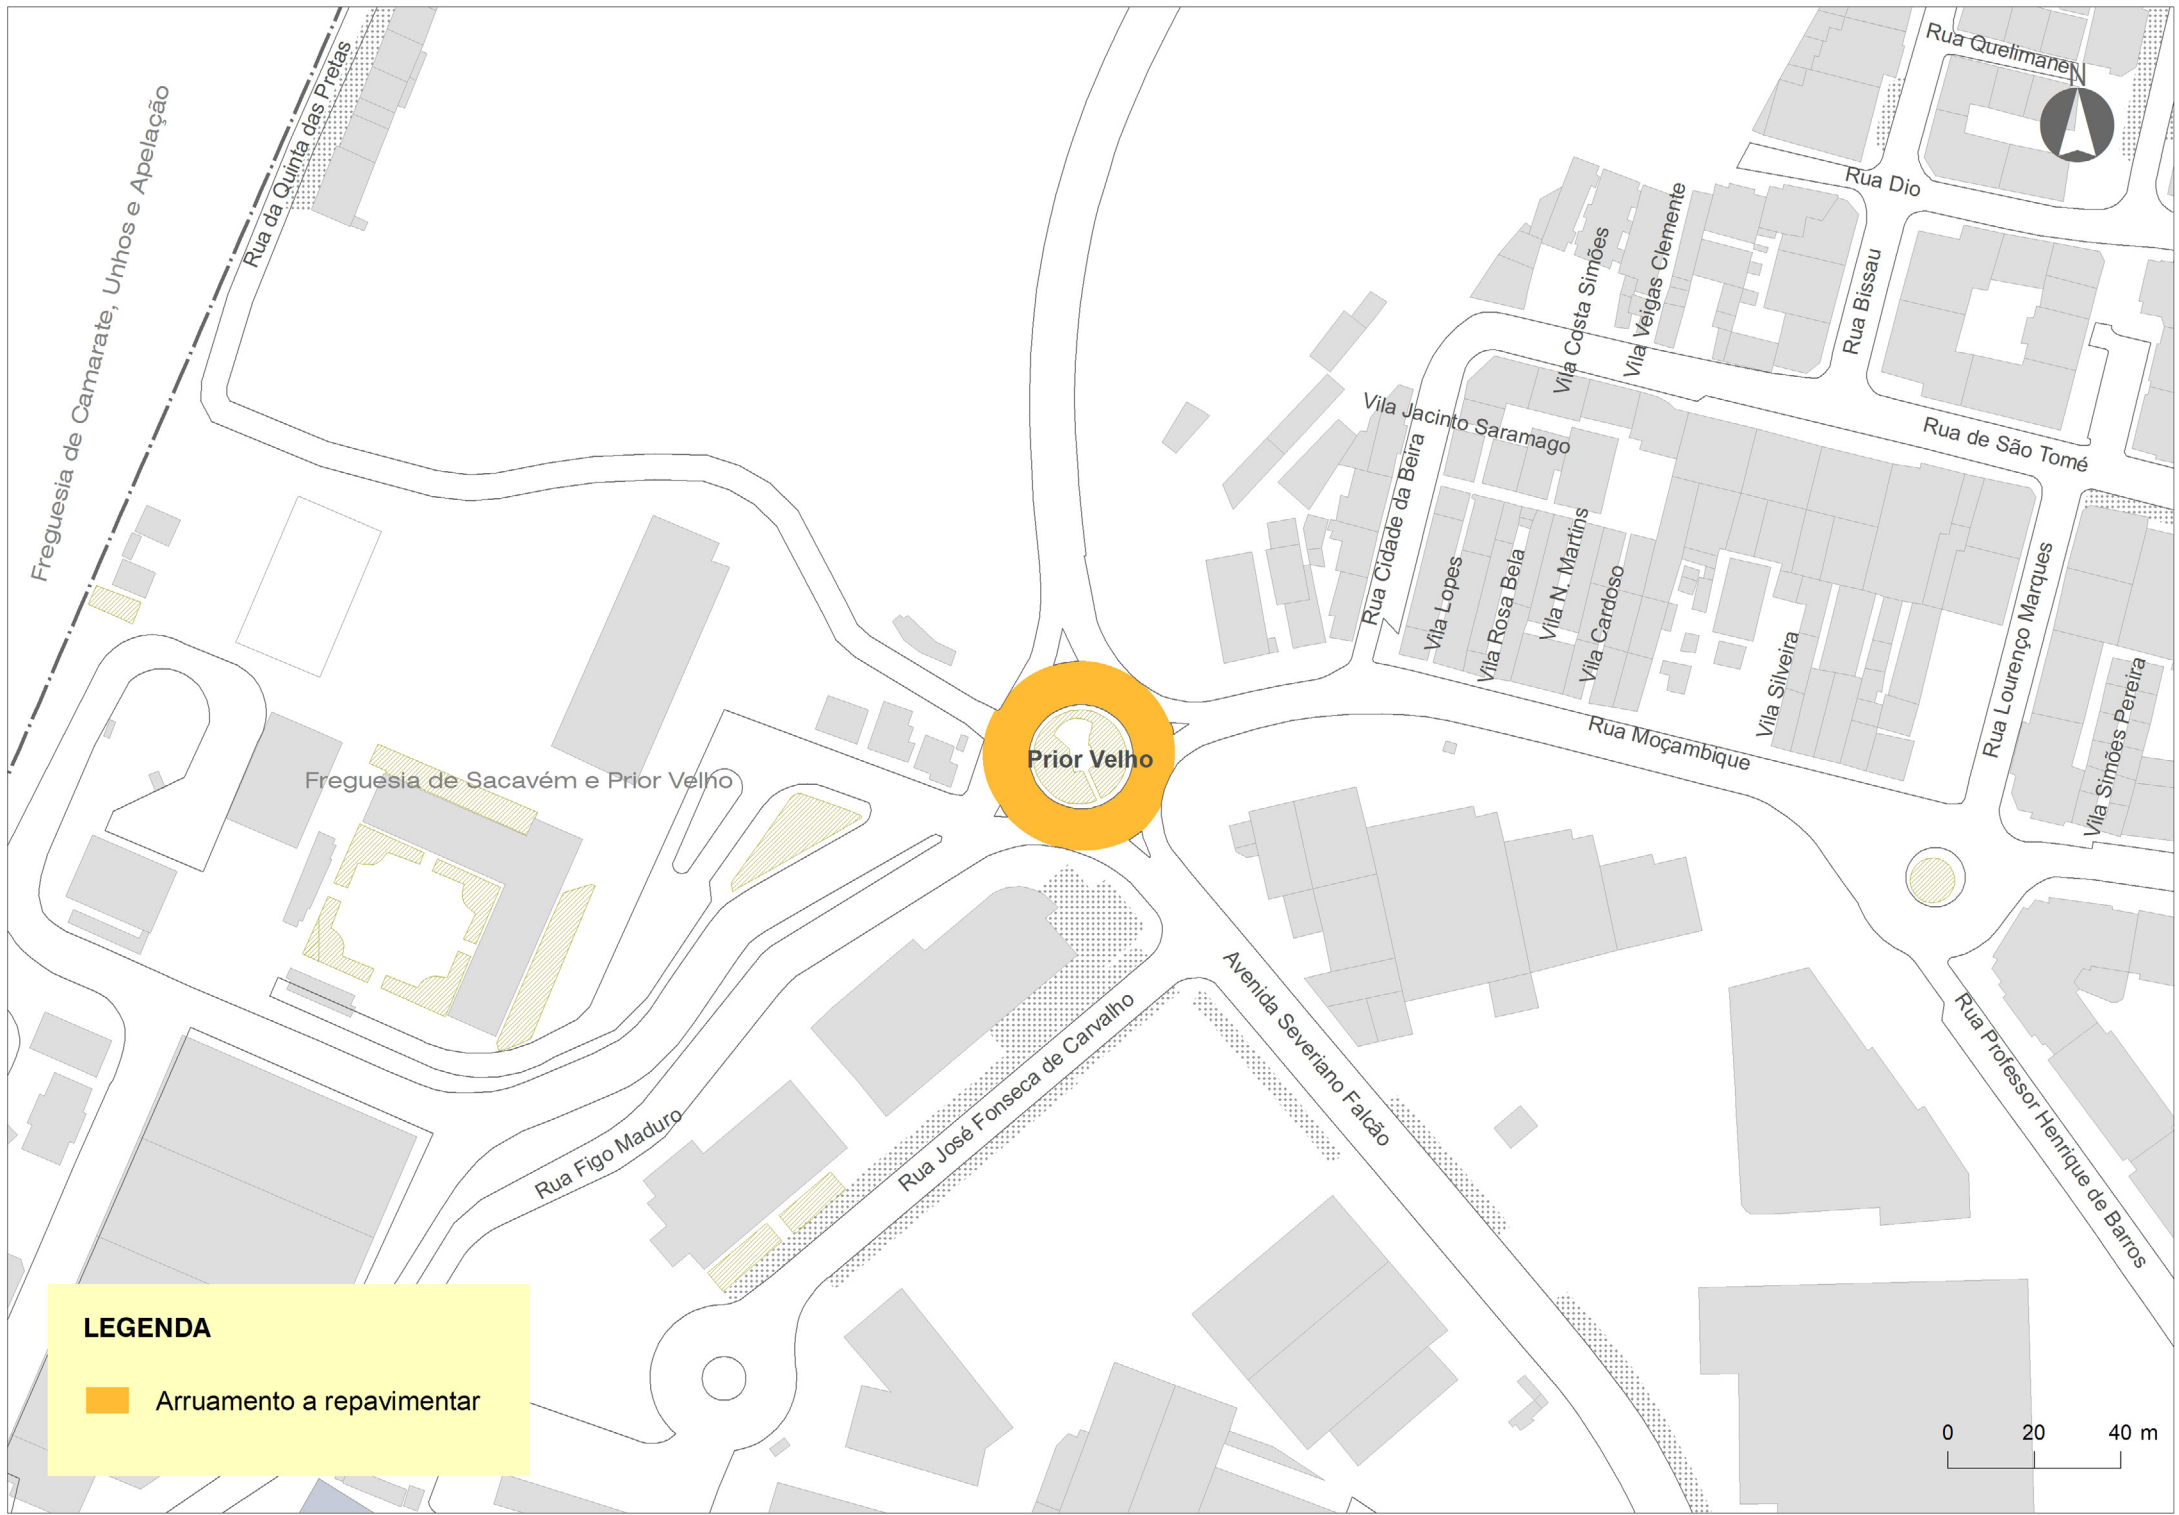 Rua Quelimane
N
Rua da Quinta das Pretas
Freguesia de Camarate, Unhos e Apelação
Rua Dio
Vila Costa Simões
Vila Veigas Clemente
Rua Bissau
Vila Jacinto Saramago
Rua de São Tomé
Rua Cidade da Beira
Vila Lopes
Vila Rosa Bela
Vila N. Martins
Vila Cardoso
Vila Silveira
Rua Lourenço Marques
Vila Simões Pereira
Rua Moçambique
Prior Velho
Freguesia de Sacavém e Prior Velho
Avenida Severiano Falcão
Rua José Fonseca de Carvalho
Rua Figo Maduro
Rua Professor Henrique de Barros
LEGENDA
Arruamento a repavimentar
0 20 40 m